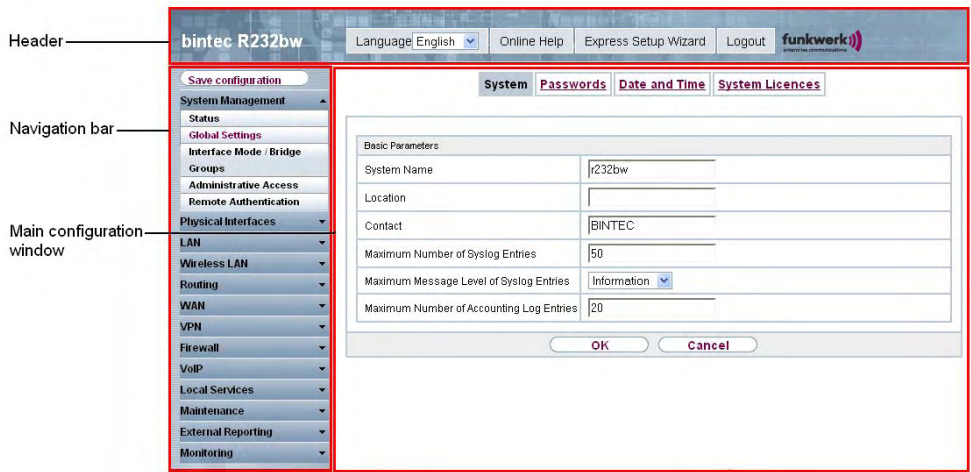 Header
bintec R232bw
Language English
Online Help
Express Setup Wizard
Logout
funkwerk
enterprise communications
Navigation bar
Main configuration
window
Save configuration
System Management
Status
Global Settings
Interface Mode / Bridge
Groups
Administrative Access
Remote Authentication
Physical Interfaces
LAN
Wireless LAN
Routing
WAN
VPN
Firewall
VoIP
Local Services
Maintenance
External Reporting
Monitoring
System Passwords Date and Time System Licences
Basic Parameters
System Name r232bw
Location
Contact BINTEC
Maximum Number of Syslog Entries 50
Maximum Message Level of Syslog Entries Information
Maximum Number of Accounting Log Entries 20
OK Cancel